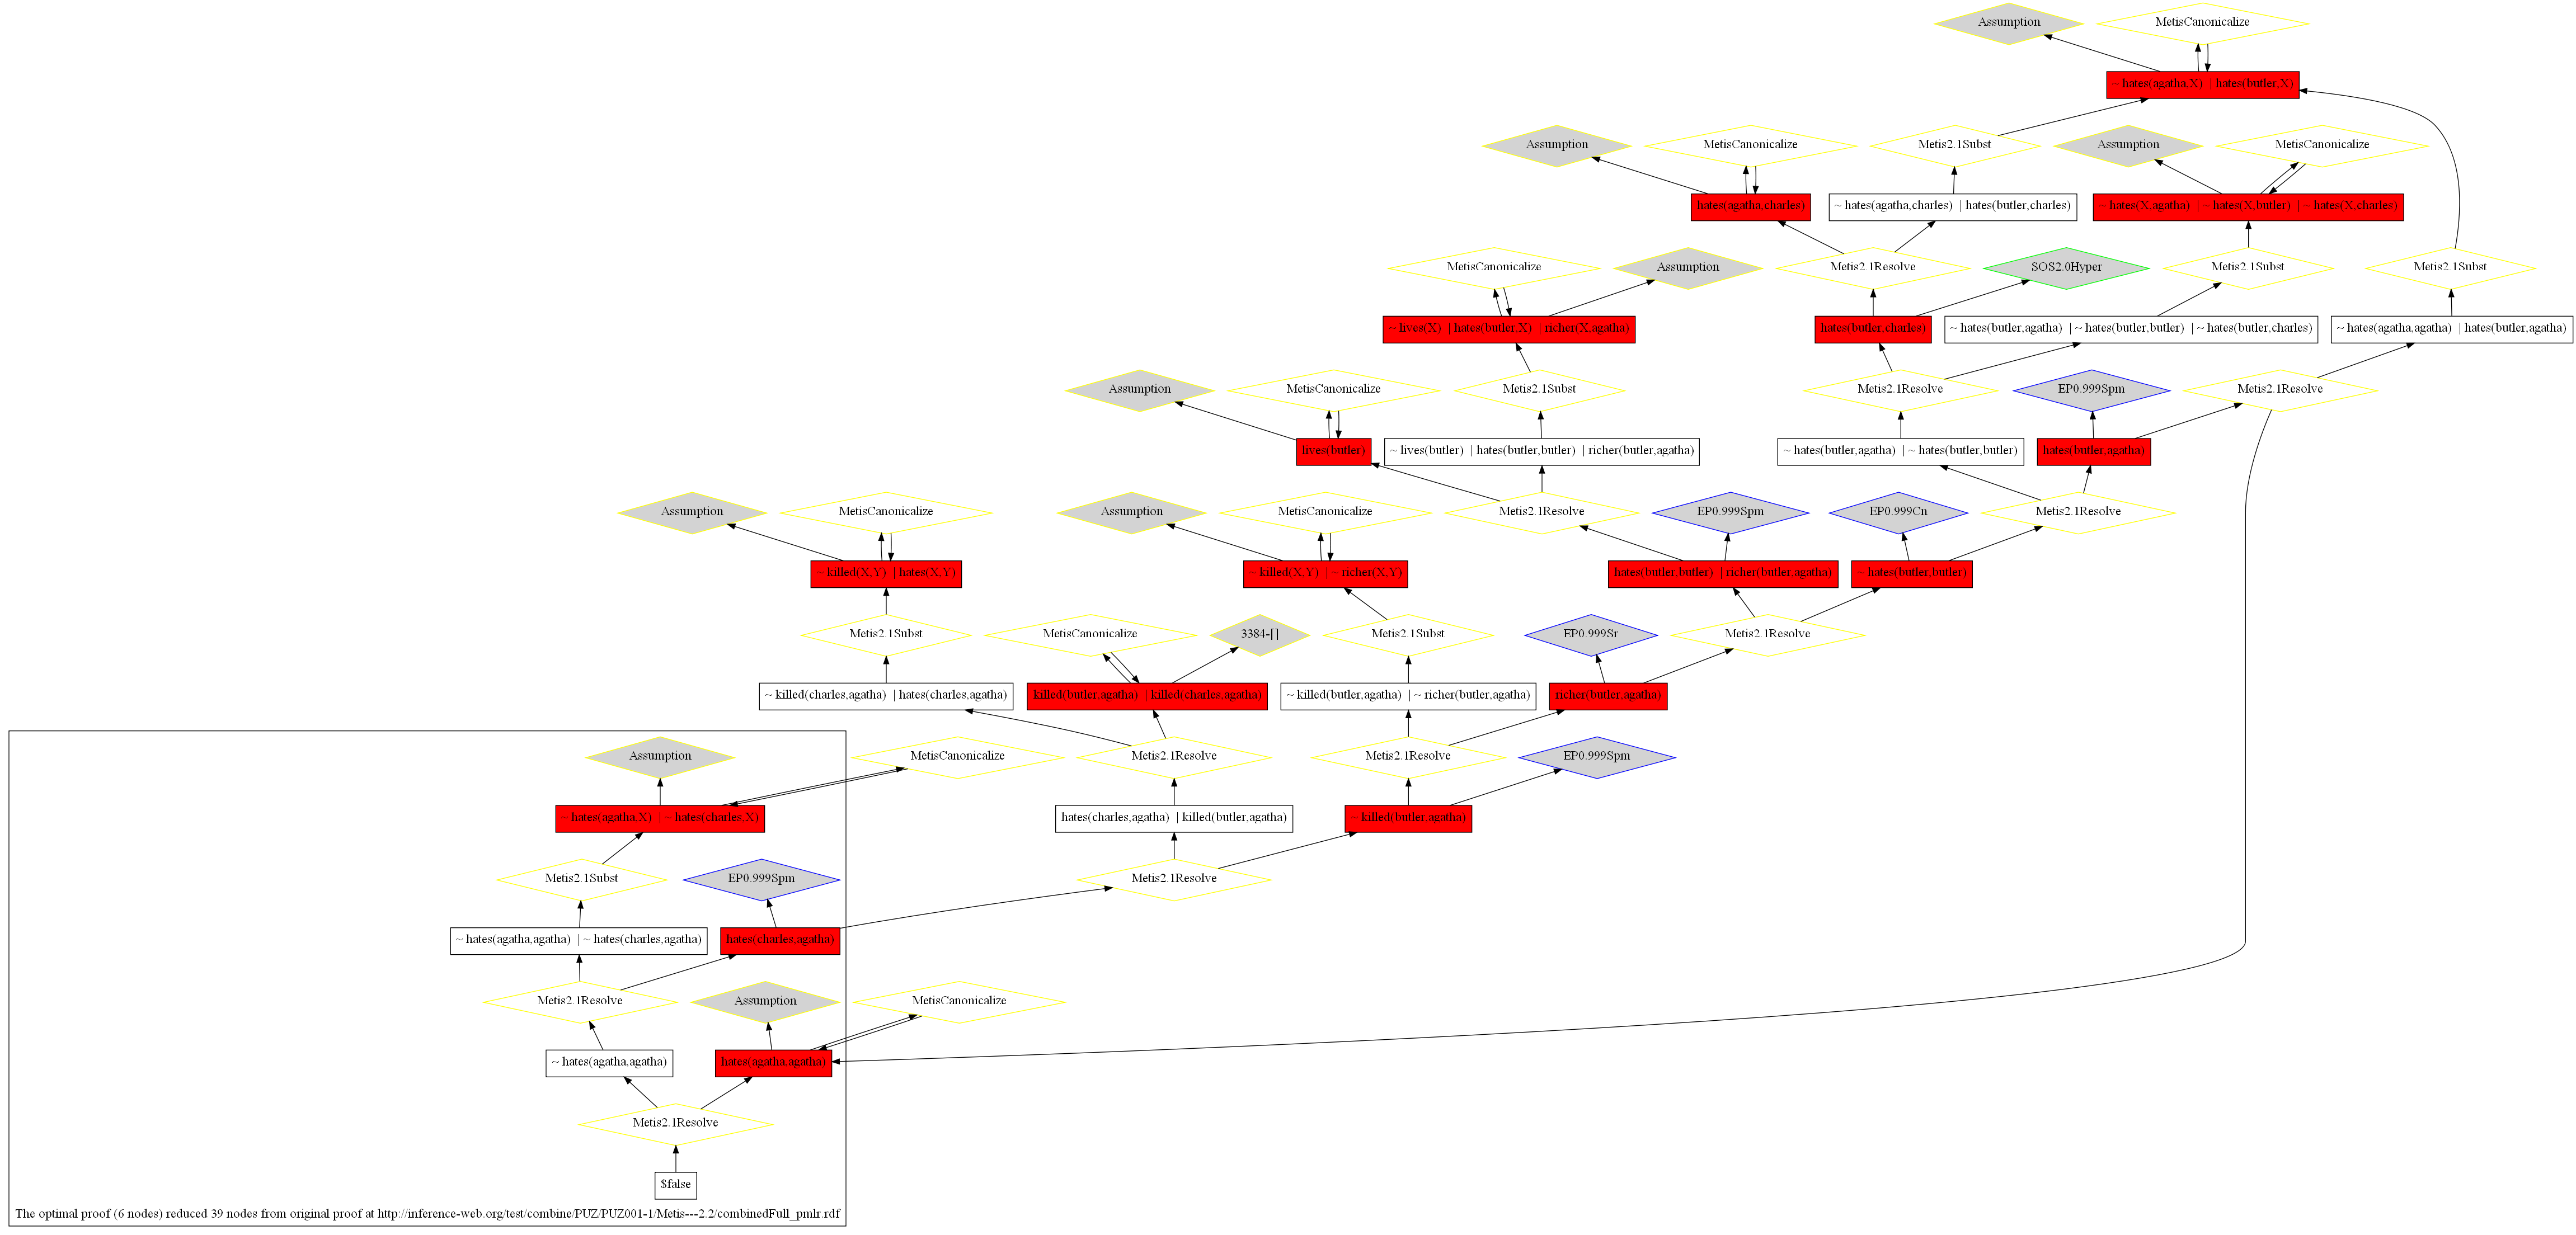 Assumption
MetisCanonicalize
~ hates(agatha,X) | hates(butler,X)
Assumption
MetisCanonicalize
Metis2.1Subst
Assumption
MetisCanonicalize
hates(agatha,charles)
~ hates(agatha,charles) | hates(butler,charles)
~ hates(X,agatha) | ~ hates(X,butler) | ~ hates(X,charles)
MetisCanonicalize
Assumption
Metis2.1Resolve
SOS2.0Hyper
Metis2.1Subst
Metis2.1Subst
~ lives(X) | hates(butler,X) | richer(X,agatha)
hates(butler,charles)
~ hates(butler,agatha) | ~ hates(butler,butler) | ~ hates(butler,charles)
~ hates(agatha,agatha) | hates(butler,agatha)
Assumption
MetisCanonicalize
Metis2.1Subst
Metis2.1Resolve
EP0.999Spm
Metis2.1Resolve
lives(butler)
~ lives(butler) | hates(butler,butler) | richer(butler,agatha)
~ hates(butler,agatha) | ~ hates(butler,butler)
hates(butler,agatha)
Assumption
MetisCanonicalize
Assumption
MetisCanonicalize
Metis2.1Resolve
EP0.999Spm
EP0.999Cn
Metis2.1Resolve
~ killed(X,Y) | hates(X,Y)
~ killed(X,Y) | ~ richer(X,Y)
hates(butler,butler) | richer(butler,agatha)
~ hates(butler,butler)
Metis2.1Subst
MetisCanonicalize
3384-[]
Metis2.1Subst
EP0.999Sr
Metis2.1Resolve
~ killed(charles,agatha) | hates(charles,agatha)
killed(butler,agatha) | killed(charles,agatha)
~ killed(butler,agatha) | ~ richer(butler,agatha)
richer(butler,agatha)
Assumption
MetisCanonicalize
Metis2.1Resolve
Metis2.1Resolve
EP0.999Spm
~ hates(agatha,X) | ~ hates(charles,X)
hates(charles,agatha) | killed(butler,agatha)
~ killed(butler,agatha)
Metis2.1Subst
EP0.999Spm
Metis2.1Resolve
~ hates(agatha,agatha) | ~ hates(charles,agatha)
hates(charles,agatha)
Metis2.1Resolve
Assumption
MetisCanonicalize
~ hates(agatha,agatha)
hates(agatha,agatha)
Metis2.1Resolve
$false
The optimal proof (6 nodes) reduced 39 nodes from original proof at http://inference-web.org/test/combine/PUZ/PUZ001-1/Metis---2.2/combinedFull_pmlr.rdf